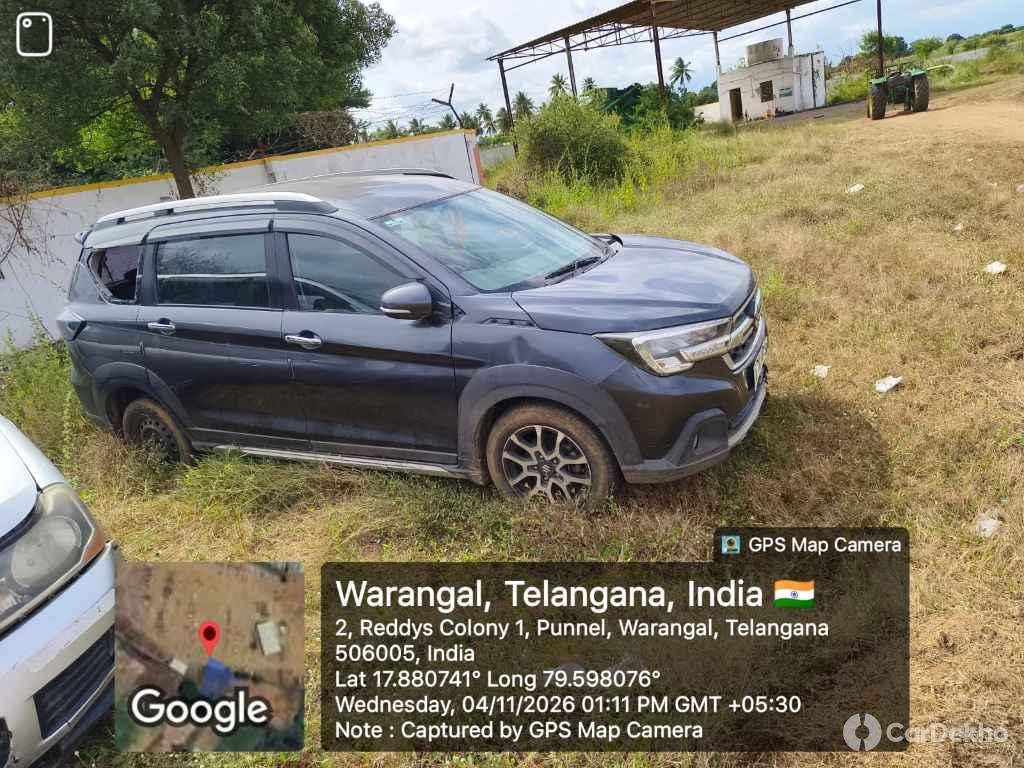 GPS Map Camera
Warangal, Telangana, India
2, Reddys Colony 1, Punnel, Warangal, Telangana
506005, India
Lat 17.880741° Long 79.598076°
Wednesday, 04/11/2026 01:11 PM GMT +05:30
Note : Captured by GPS Map Camera
Google
CarDekho